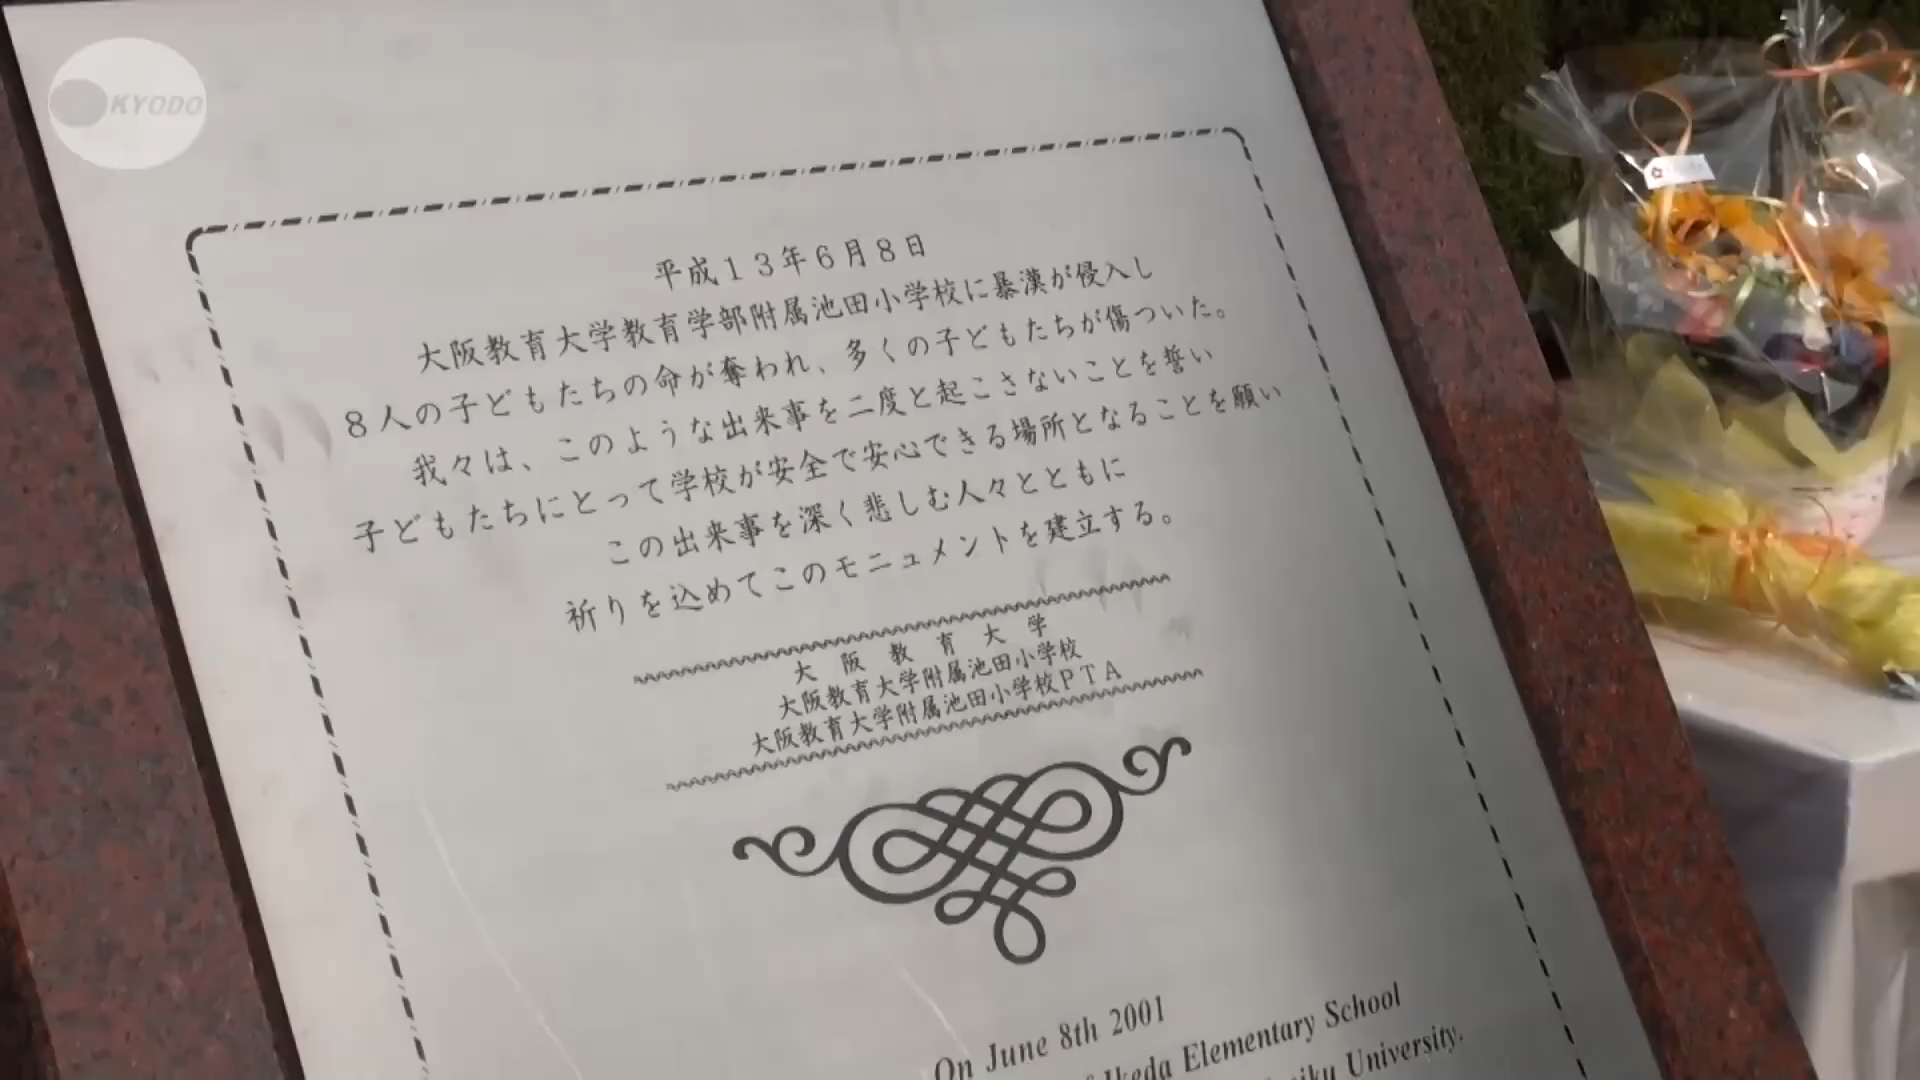 KYODO
平成13年6月8日
大阪教育大学教育学部附属池田小学校に暴漢が侵入し
8人の子どもたちの命が奪われ、多くの子どもたちが傷ついた。
我々は、このような出来事を二度と起こさないことを誓い
子どもたちにとって学校が安全で安心できる場所となることを願い
この出来事を深く悲しむ人々とともに
祈りを込めてこのモニュメントを建立する。
大阪教育大学
大阪教育大学附属池田小学校
大阪教育大学附属池田小学校PTA
On June 8th 2001
Ikeda Elementary School
University.